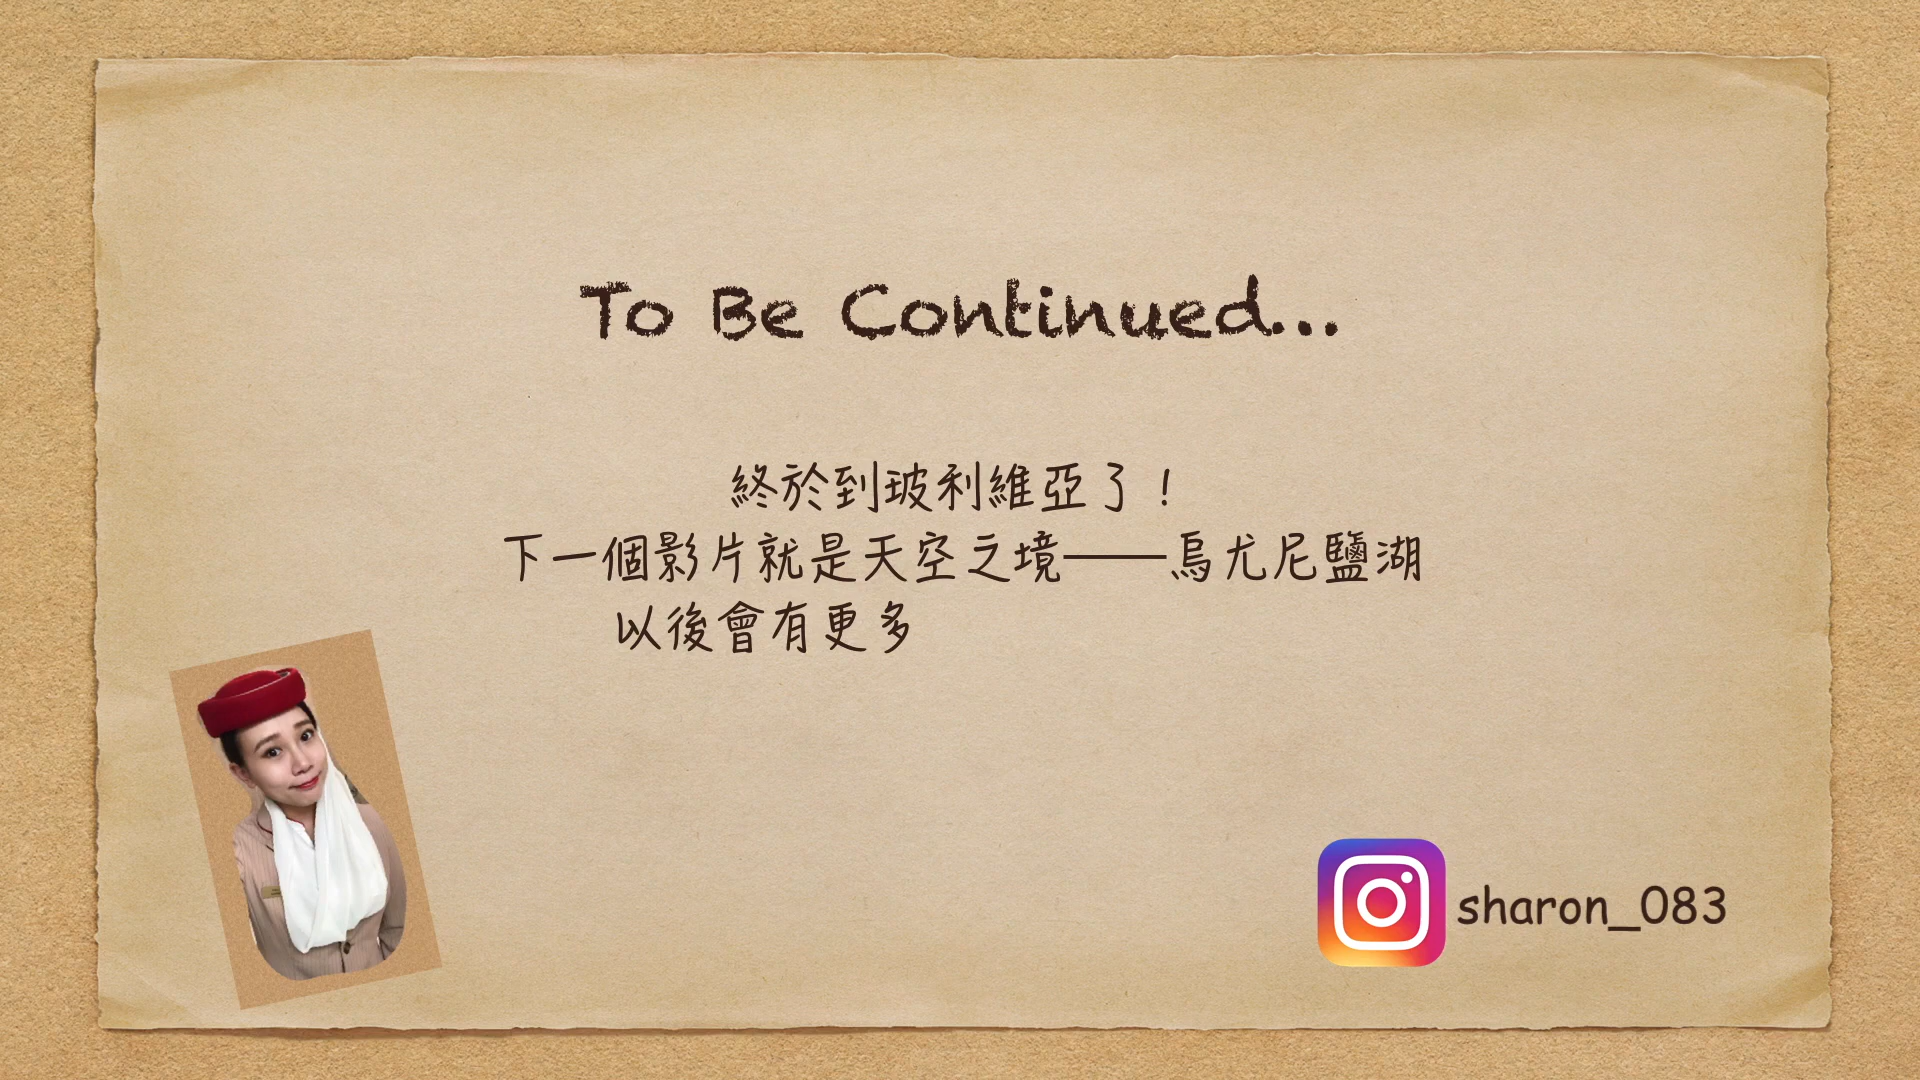 To Be Continued...
終於到玻利維亞了！
下一個影片就是天空之境——烏尤尼鹽湖
以後會有更多
sharon_083